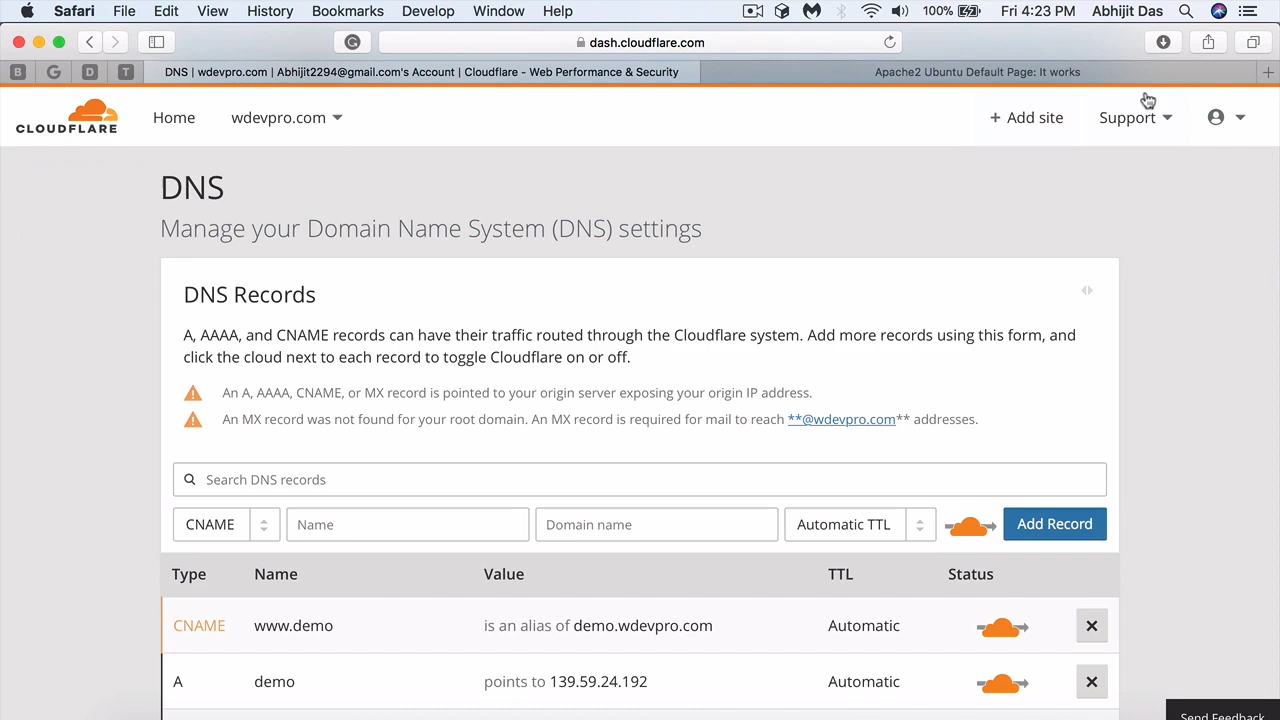 Safari File Edit View History Bookmarks Develop Window Help 100% Fri 4:23 PM Abhijit Das
dash.cloudflare.com
B G D T DNS | wdevpro.com | Abhijit2294@gmail.com's Account | Cloudflare - Web Performance & Security Apache2 Ubuntu Default Page: It works
CLOUDFLARE Home wdevpro.com + Add site Support
DNS
Manage your Domain Name System (DNS) settings
DNS Records
A, AAAA, and CNAME records can have their traffic routed through the Cloudflare system. Add more records using this form, and
click the cloud next to each record to toggle Cloudflare on or off.
An A, AAAA, CNAME, or MX record is pointed to your origin server exposing your origin IP address.
An MX record was not found for your root domain. An MX record is required for mail to reach **@wdevpro.com** addresses.
Search DNS records
CNAME Name Domain name Automatic TTL Add Record
Type Name Value TTL Status
CNAME www.demo is an alias of demo.wdevpro.com Automatic
A demo points to 139.59.24.192 Automatic
Send Feedback